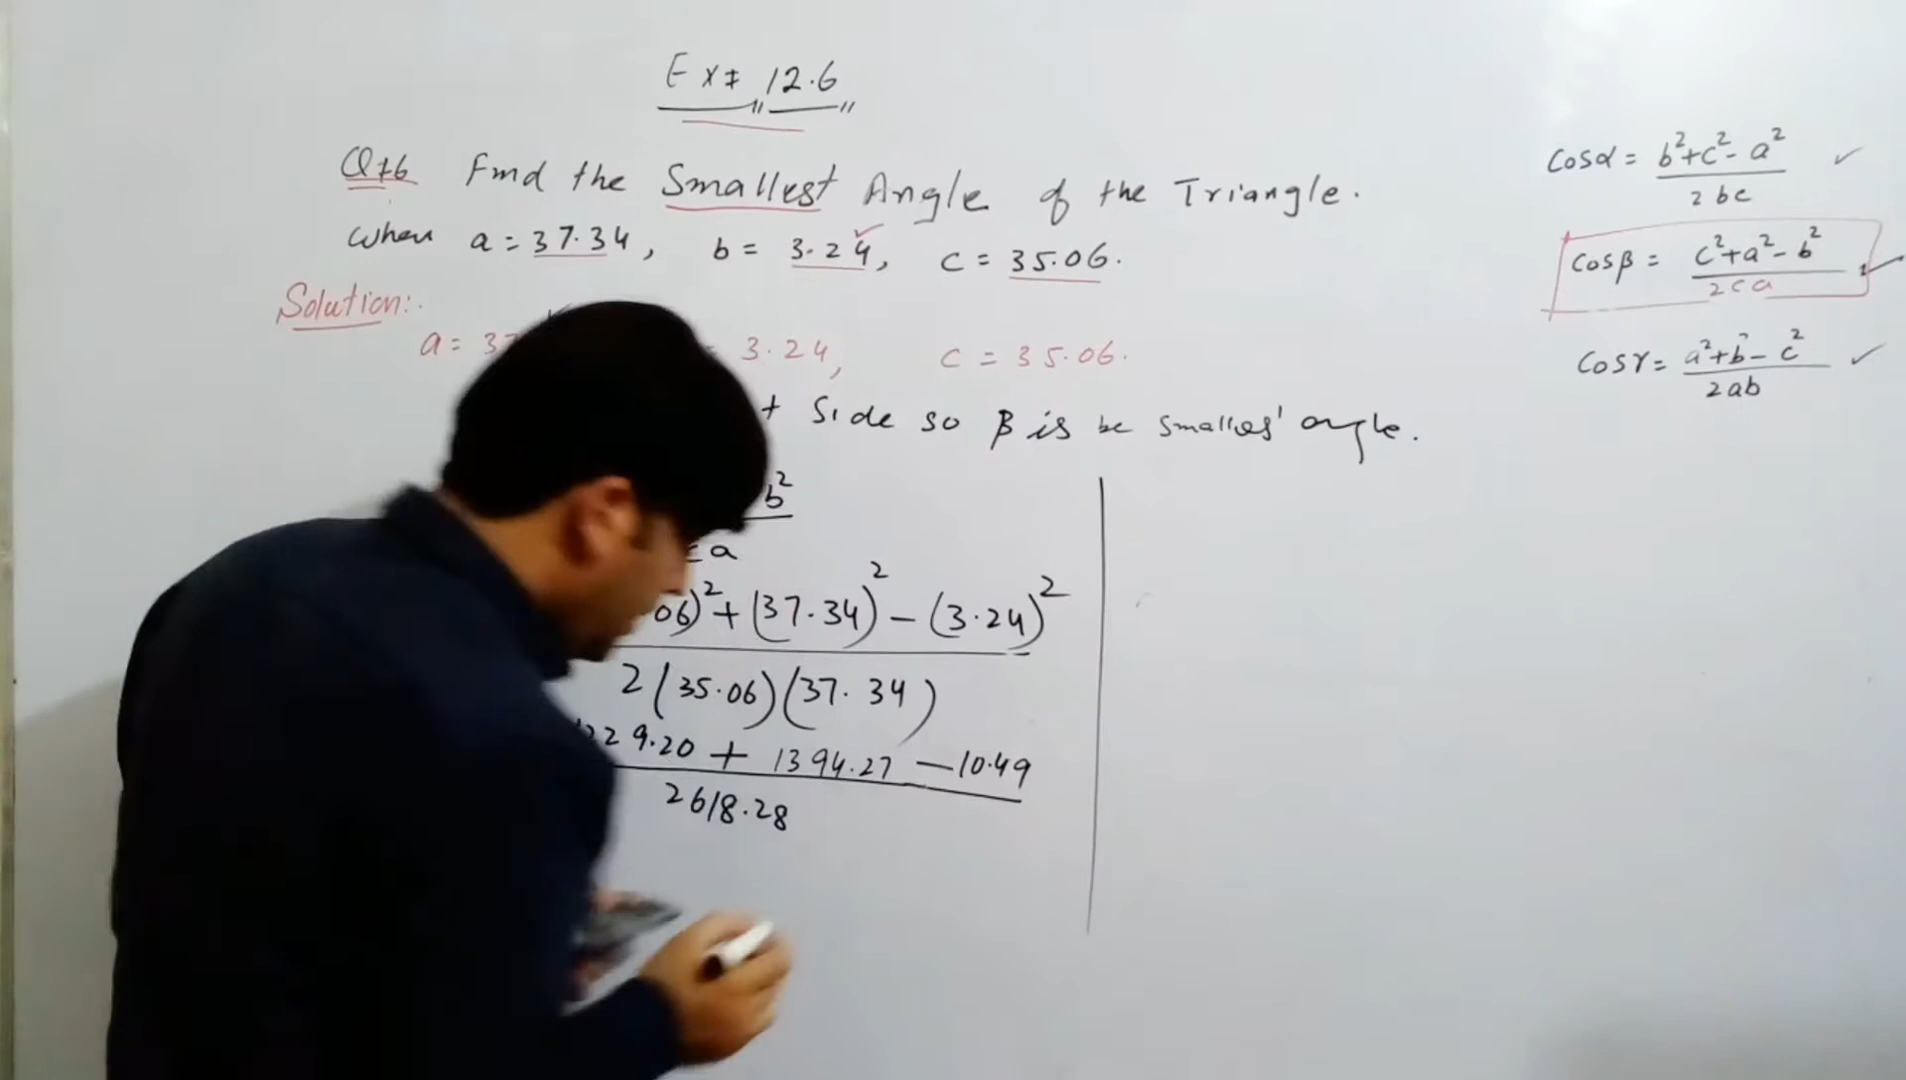 Ex# 12.6
Q#6 Find the Smallest Angle of the Triangle.
when a = 37.34, b = 3.24, c = 35.06.
Solution:.
a = 3 3.24, c = 35.06.
Side so β is be smallest angle.
b²
a
06)² + (37.34)² - (3.24)²
2(35.06)(37.34)
229.20 + 1394.27 - 10.49
2618.28
Cosα = b²+c²-a² ✓
2bc
Cosβ = c²+a²-b² ✓
2ca
Cosγ = a²+b-c² ✓
2ab